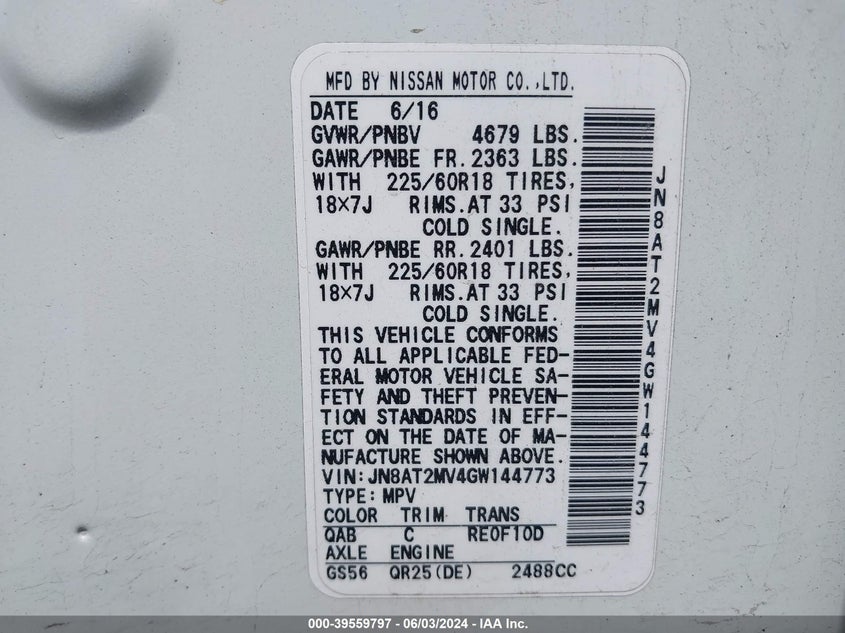 MFD BY NISSAN MOTOR CO.,LTD.
DATE 6/16
GVWR/PNBV 4679 LBS.
GAWR/PNBE FR. 2363 LBS.
WITH 225/60R18 TIRES,
18×7J RIMS. AT 33 PSI
COLD SINGLE.
GAWR/PNBE RR. 2401 LBS.
WITH 225/60R18 TIRES,
18×7J RIMS. AT 33 PSI
COLD SINGLE.
THIS VEHICLE CONFORMS
TO ALL APPLICABLE FED-
ERAL MOTOR VEHICLE SA-
FETY AND THEFT PREVEN-
TION STANDARDS IN EFF-
ECT ON THE DATE OF MA-
NUFACTURE SHOWN ABOVE.
VIN:JN8AT2MV4GW144773
TYPE:MPV
COLOR TRIM TRANS
QAB C RE0F10D
AXLE ENGINE
GS56 QR25(DE) 2488CC
JN8AT2MV4GW144773
000-39559797 - 06/03/2024 - IAA Inc.